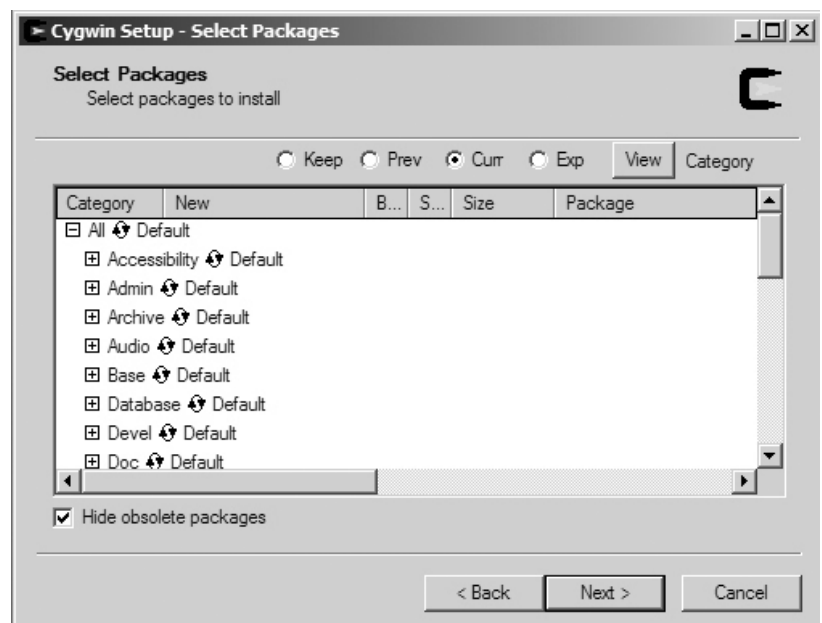 Cygwin Setup - Select Packages
Select Packages
Select packages to install
Keep Prev Curr Exp View Category
Category New B... S... Size Package
All Default
Accessibility Default
Admin Default
Archive Default
Audio Default
Base Default
Database Default
Devel Default
Doc Default
Hide obsolete packages
< Back Next > Cancel